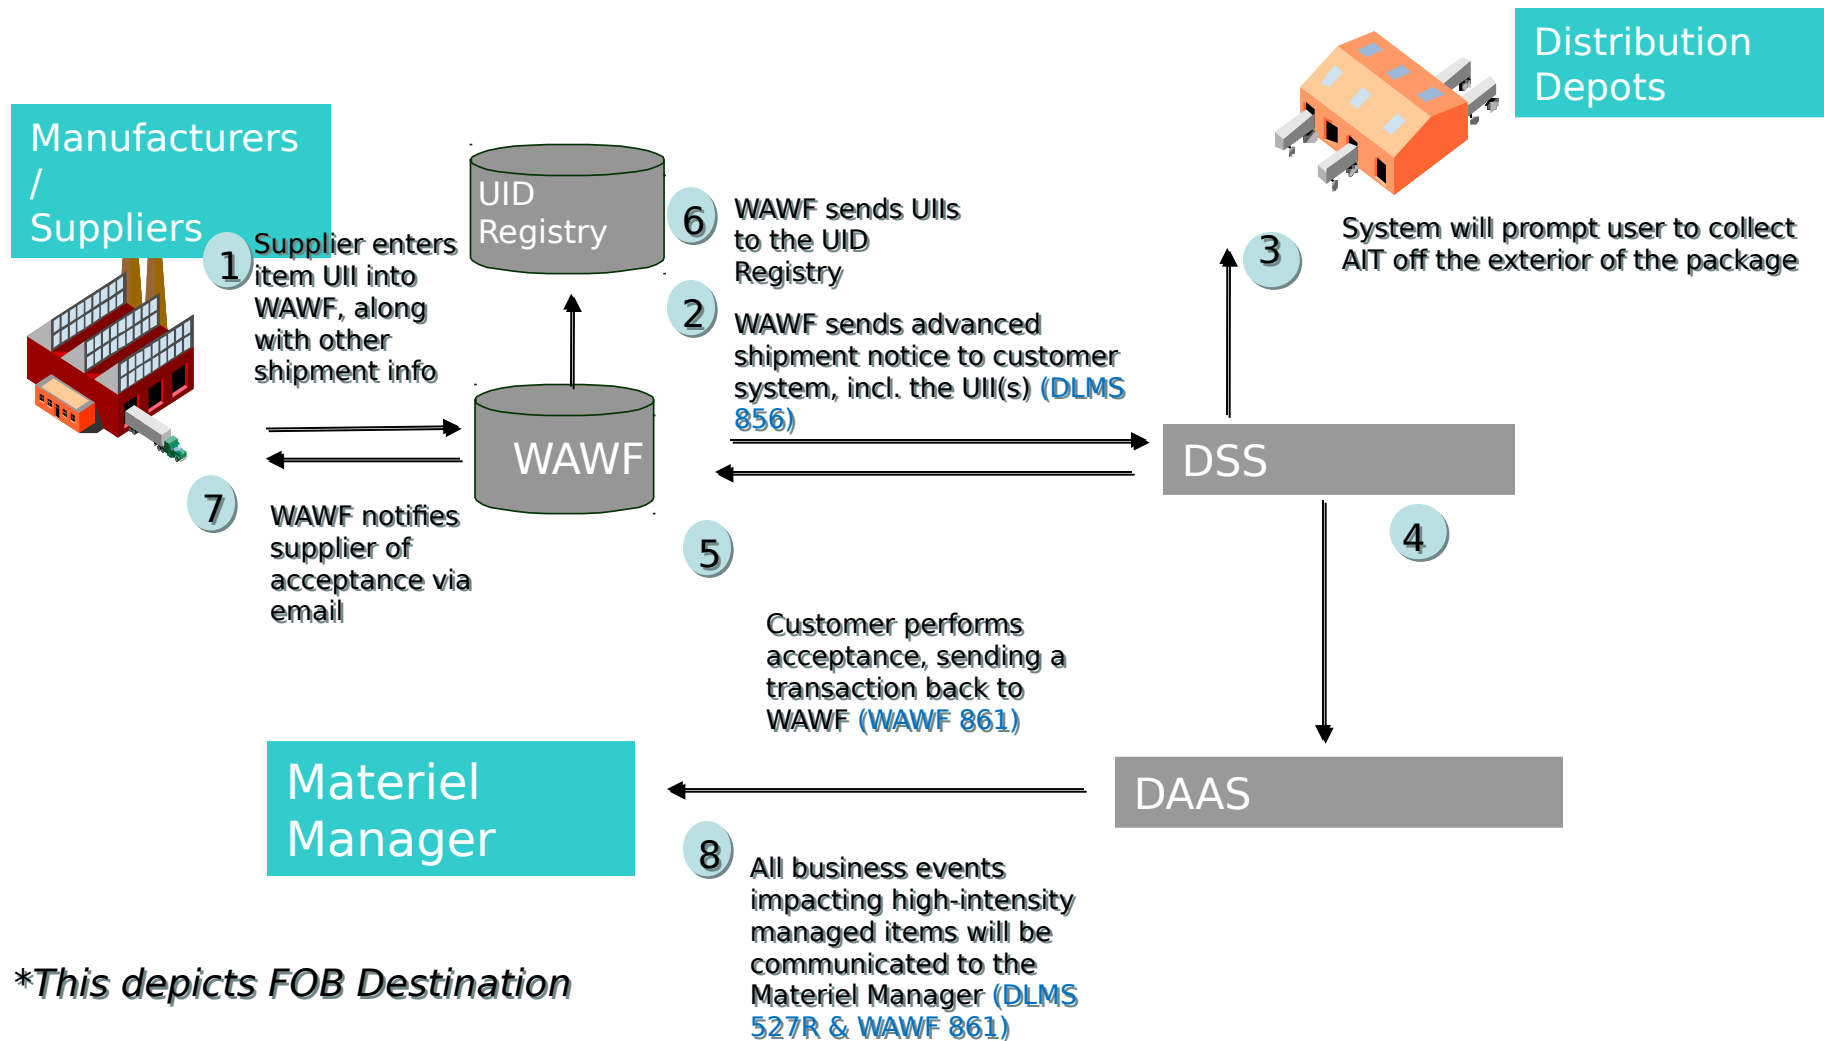 Distribution
Depots
Manufacturers
/
Suppliers
UID
Registry
1
Supplier enters
item UII into
WAWF, along
with other
shipment info
6
WAWF sends UIIs
to the UID
Registry
2
WAWF sends advanced
shipment notice to customer
system, incl. the UII(s) (DLMS
856)
3
System will prompt user to collect
AIT off the exterior of the package
WAWF
DSS
7
WAWF notifies
supplier of
acceptance via
email
5
Customer performs
acceptance, sending a
transaction back to
WAWF (WAWF 861)
4
Materiel
Manager
DAAS
8
All business events
impacting high-intensity
managed items will be
communicated to the
Materiel Manager (DLMS
527R & WAWF 861)
*This depicts FOB Destination